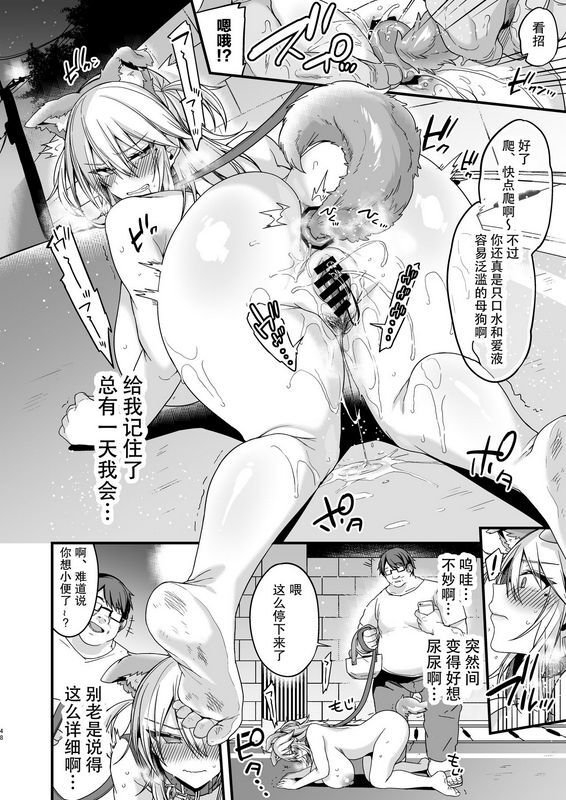 看招
嗯哦!?
好了
爬、快点爬啊～不过
你还真是只口水和爱液
容易泛滥的母狗啊
给我记住了
总有一天我会…
ポタ
ポタ
呜哇…
不妙啊…
突然间
变得好想
尿尿啊…
喂
这么停下来了
啊、难道说
你想小便了~?
别老是说得
这么详细啊…
48